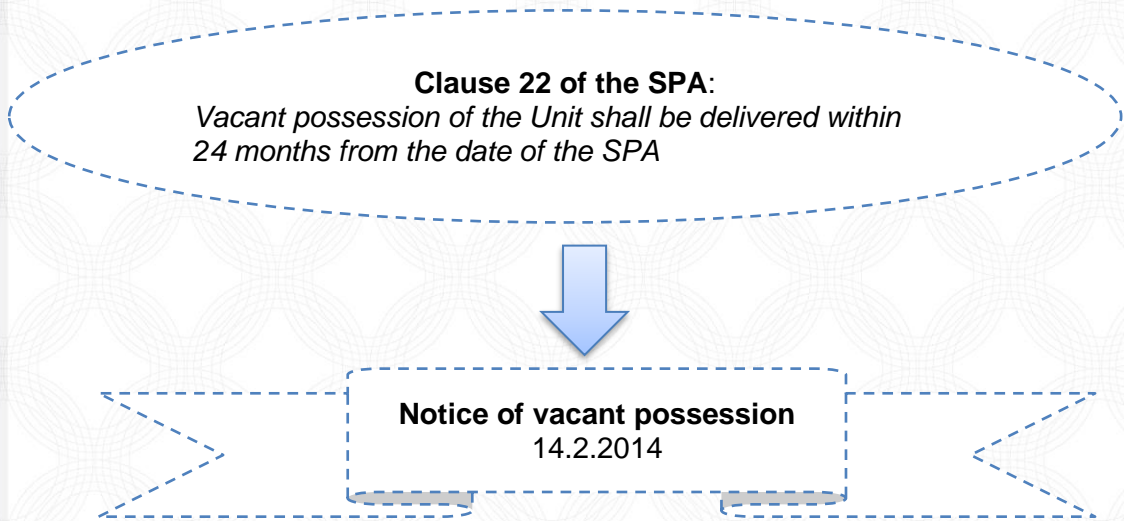 Clause 22 of the SPA:
Vacant possession of the Unit shall be delivered within
24 months from the date of the SPA
Notice of vacant possession
14.2.2014